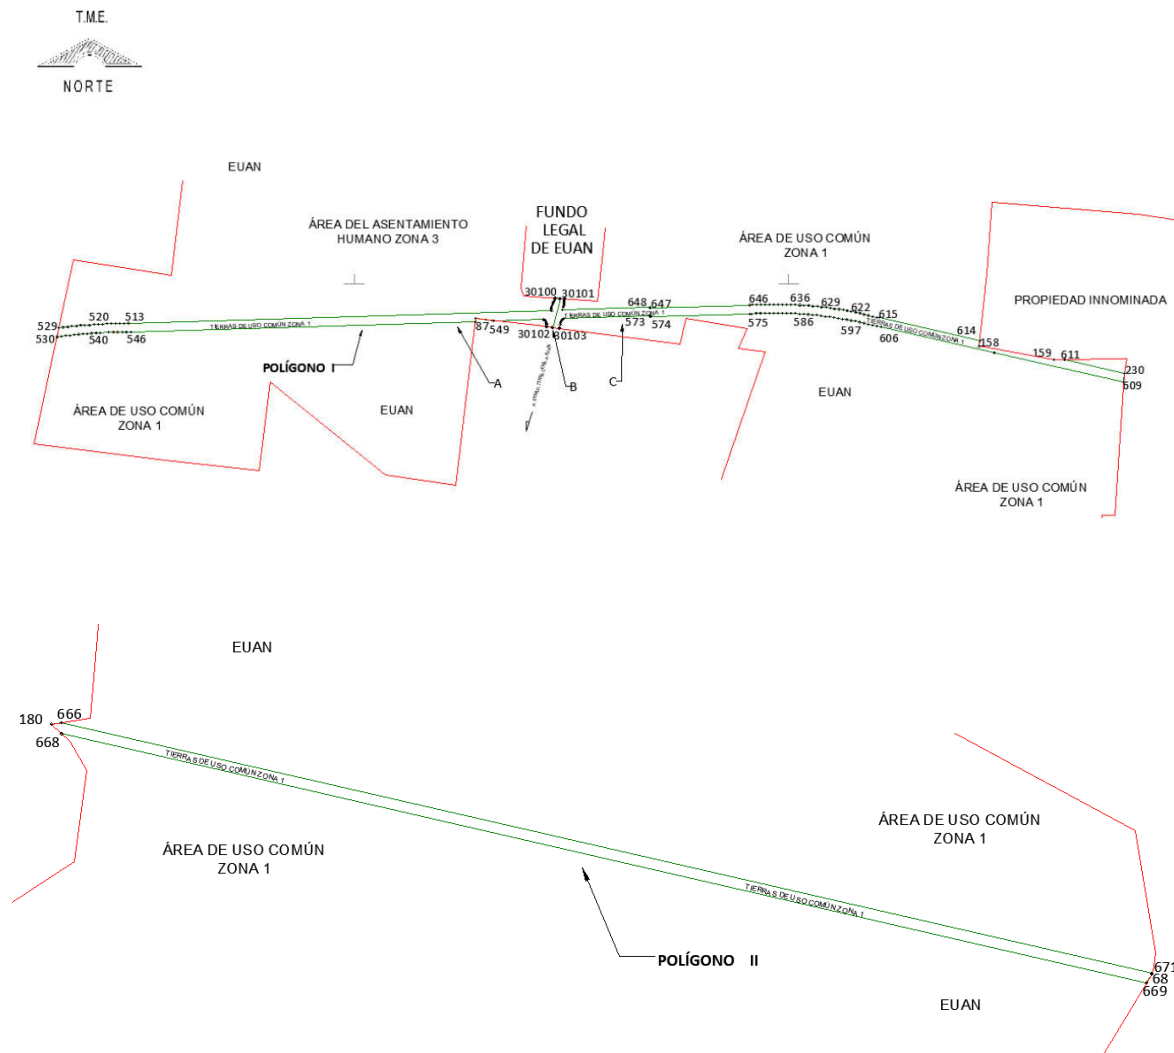 T.M.E.
NORTE
EUAN
ÁREA DEL ASENTAMIENTO
HUMANO ZONA 3
FUNDO
LEGAL
DE EUAN
ÁREA DE USO COMÚN
ZONA 1
PROPIEDAD INNOMINADA
30100
30101
648
647
646
636
629
622
615
614
529
520
513
TIERRAS DE USO COMÚN ZONA 1
TIERRAS DE USO COMÚN ZONA 1
TIERRAS DE USO COMÚN ZONA 1
530
540
546
87
549
30102
30103
573
574
575
586
597
606
158
159
611
230
609
POLÍGONO I
A
B
C
ÁREA DE USO COMÚN
ZONA 1
EUAN
EUAN
ÁREA DE USO COMÚN
ZONA 1
EUAN
180
666
668
TIERRAS DE USO COMÚN ZONA 1
ÁREA DE USO COMÚN
ZONA 1
ÁREA DE USO COMÚN
ZONA 1
TIERRAS DE USO COMÚN ZONA 1
POLÍGONO II
671
68
669
EUAN